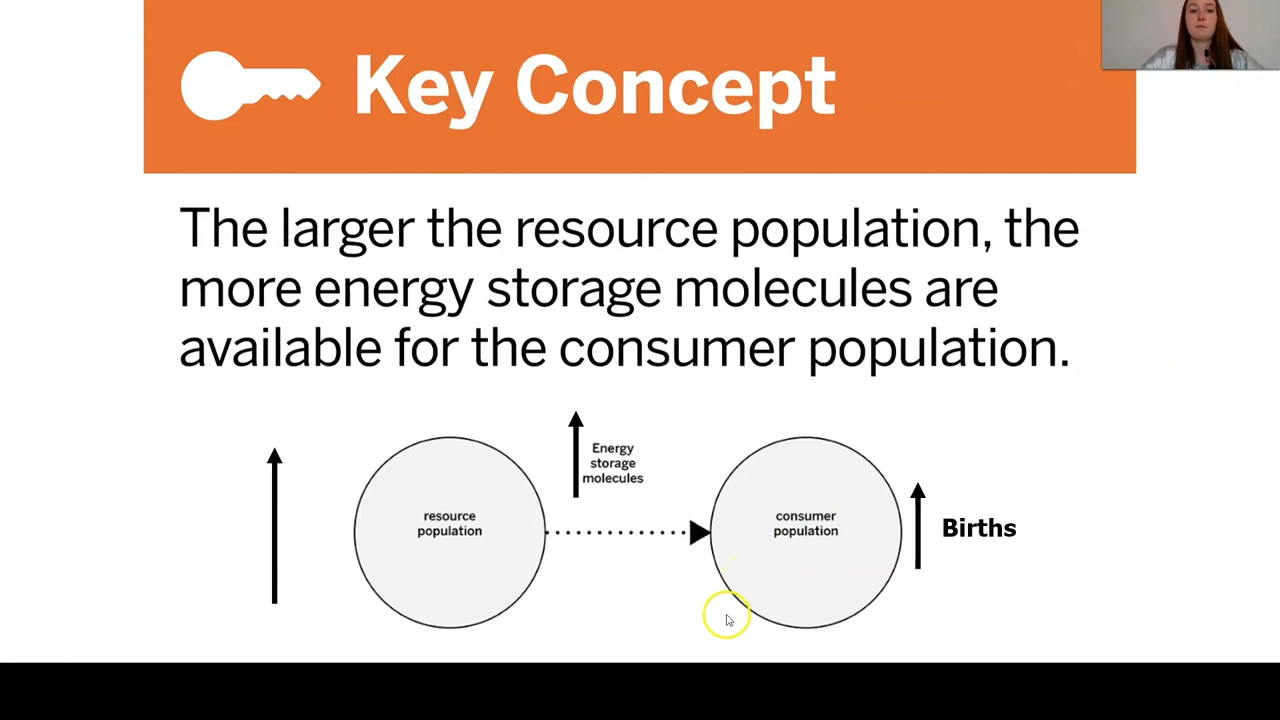 Key Concept
The larger the resource population, the
more energy storage molecules are
available for the consumer population.
Energy
storage
molecules
resource
population
consumer
population
Births